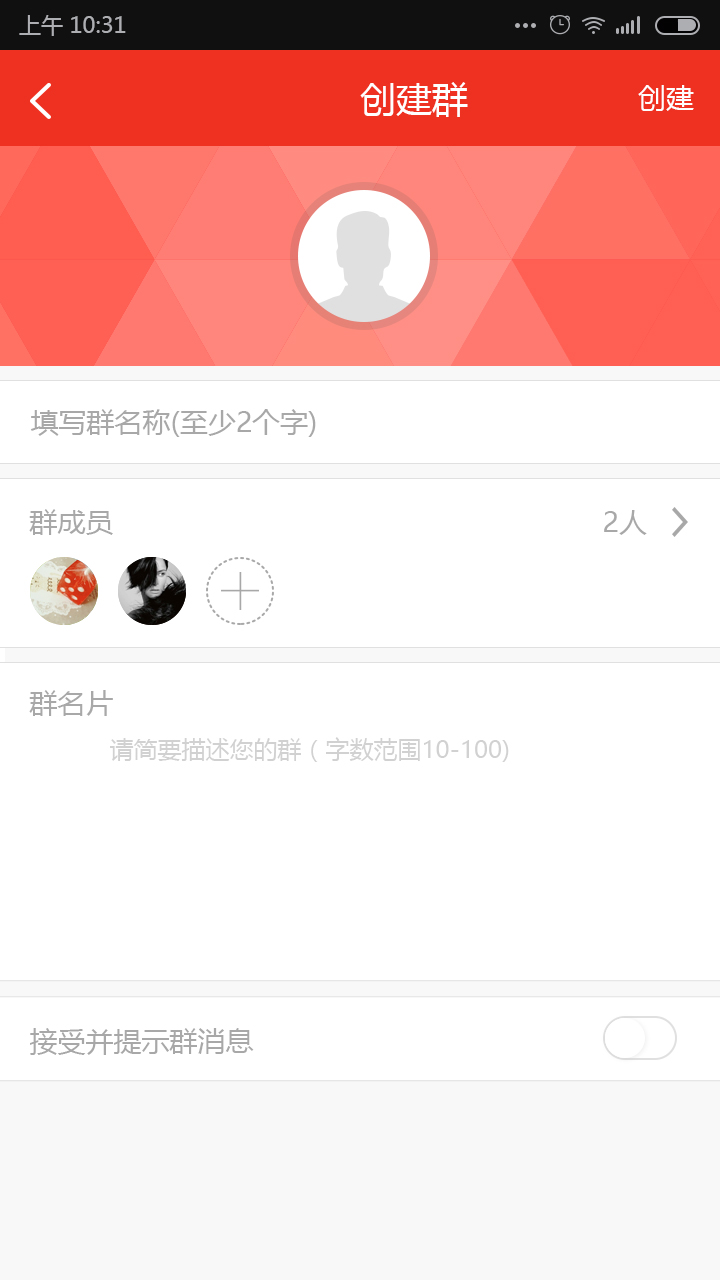 上午 10:31
创建群
创建
填写群名称(至少2个字)
群成员
2人
群名片
请简要描述您的群（字数范围10-100)
接受并提示群消息